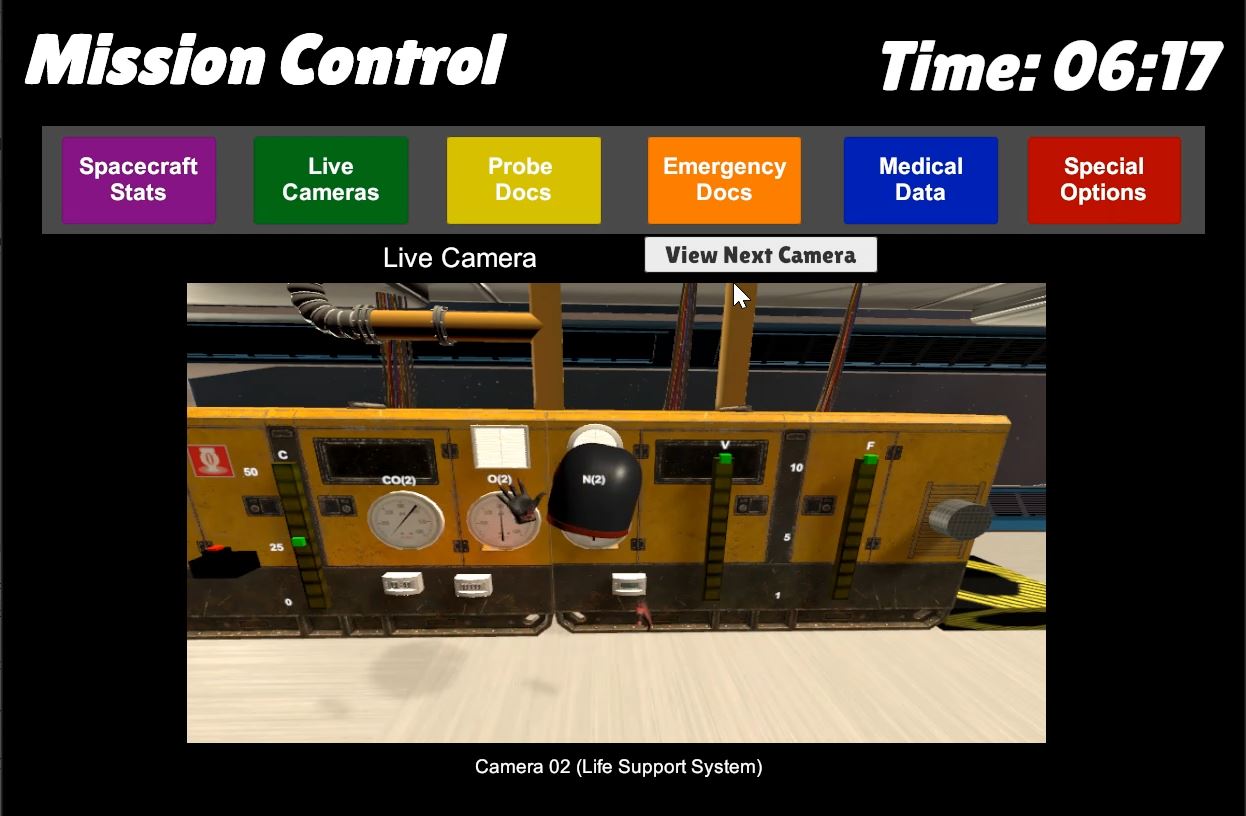 Mission Control
Time: 06:17
Spacecraft
Stats
Live
Cameras
Probe
Docs
Emergency
Docs
Medical
Data
Special
Options
Live Camera
View Next Camera
C
50
25
0
CO(2)
O(2)
N(2)
V
10
5
1
F
Camera 02 (Life Support System)